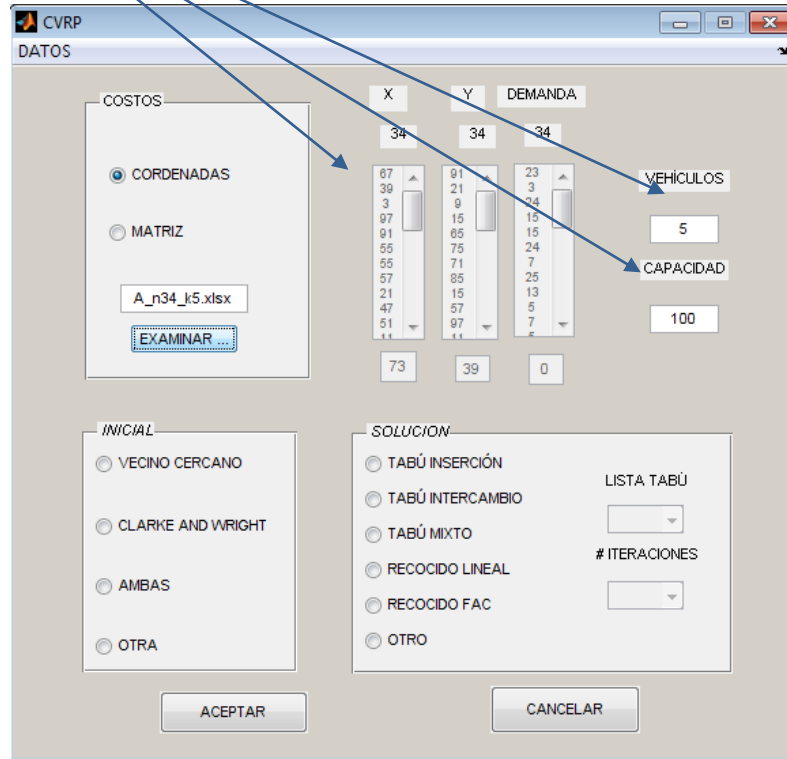 CVRP
DATOS
COSTOS
CORDENADAS
MATRIZ
A_n34_k5.xlsx
EXAMINAR ...
X Y DEMANDA
34 34 34
67 91 23
39 21 3
3 9 24
97 15 15
91 65 15
55 75 24
55 71 7
57 85 25
21 15 13
47 57 5
51 97 7
11 11 5
73 39 0
VEHÍCULOS
5
CAPACIDAD
100
INICIAL
VECINO CERCANO
CLARKE AND WRIGHT
AMBAS
OTRA
SOLUCION
TABÚ INSERCIÓN
TABÚ INTERCAMBIO
TABÚ MIXTO
RECOCIDO LINEAL
RECOCIDO FAC
OTRO
LISTA TABÙ
# ITERACIONES
ACEPTAR
CANCELAR